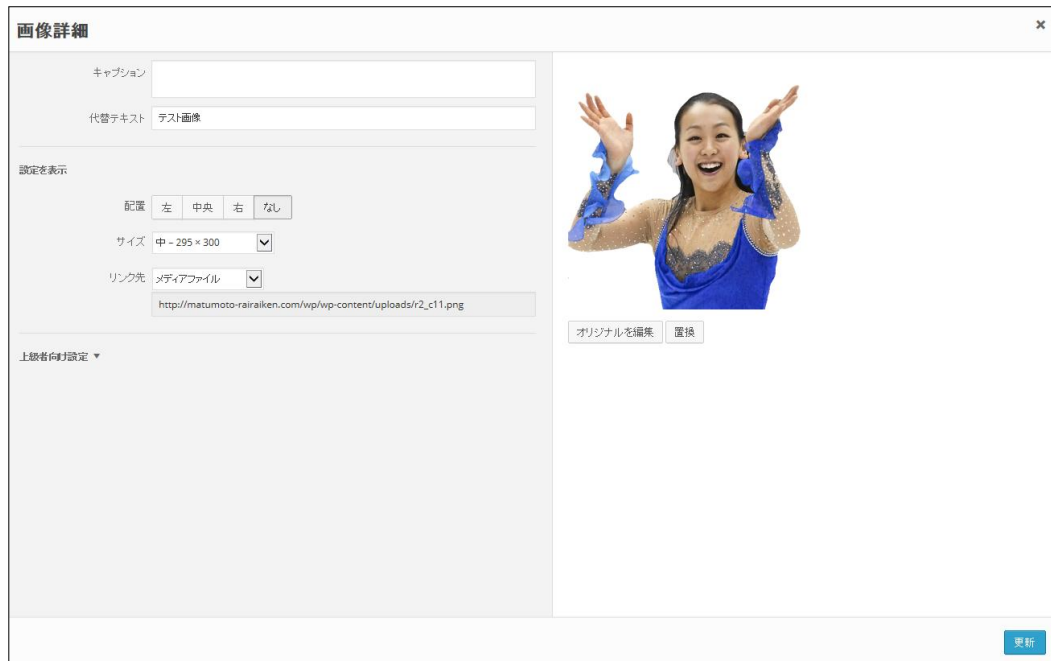 画像詳細
×
キャプション
代替テキスト テスト画像
設定を表示
配置 左 中央 右 なし
サイズ 中 – 295 × 300
リンク先 メディアファイル
http://matumoto-rairaiken.com/wp/wp-content/uploads/r2_c11.png
オリジナルを編集 置換
上級者向け設定 ▼
更新